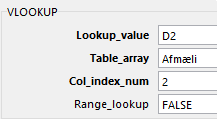 VLOOKUP
Lookup_value D2
Table_array Afmæli
Col_index_num 2
Range_lookup FALSE